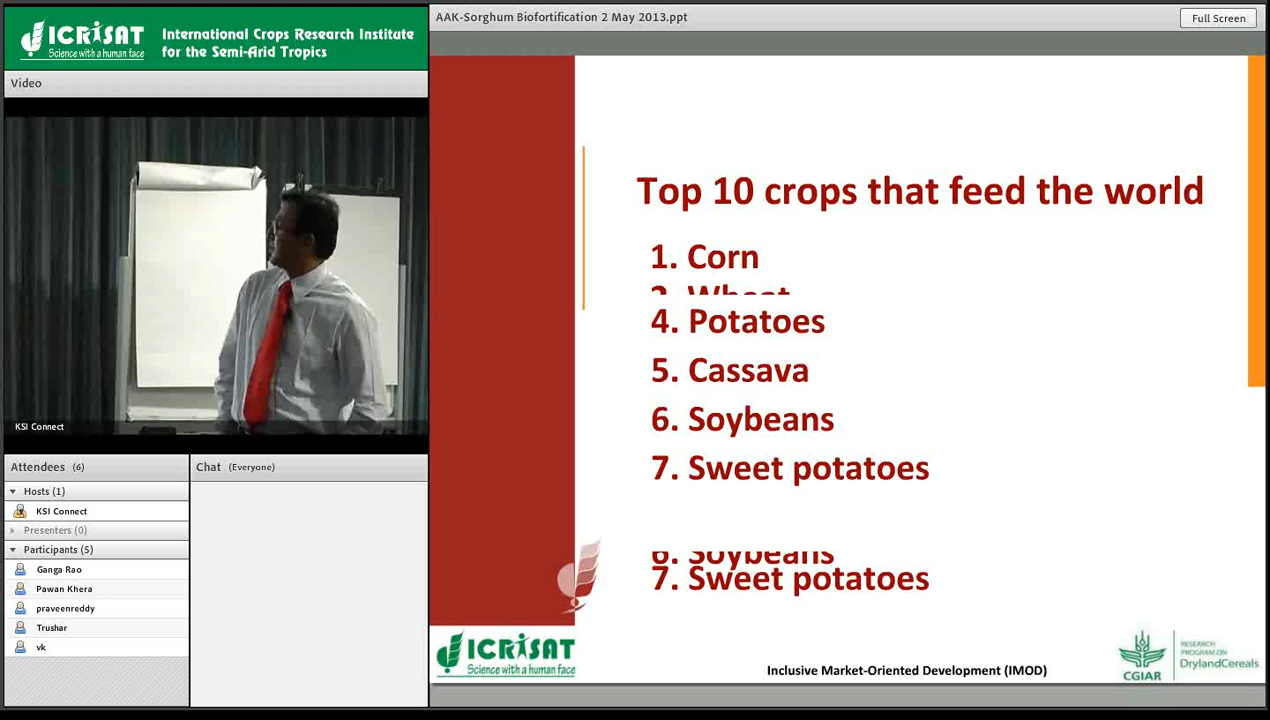 ICRISAT
Science with a human face
International Crops Research Institute
for the Semi-Arid Tropics
Video
KSI Connect
Attendees (6)
Hosts (1)
KSI Connect
Presenters (0)
Participants (5)
Ganga Rao
Pawan Khera
praveenreddy
Trushar
vk
Chat (Everyone)
AAK-Sorghum Biofortification 2 May 2013.ppt
Full Screen
Top 10 crops that feed the world
1. Corn
2. Wheat
4. Potatoes
5. Cassava
6. Soybeans
7. Sweet potatoes
6. Soybeans
7. Sweet potatoes
ICRISAT
Science with a human face
Inclusive Market-Oriented Development (IMOD)
CGIAR
RESEARCH
PROGRAM ON
DrylandCereals